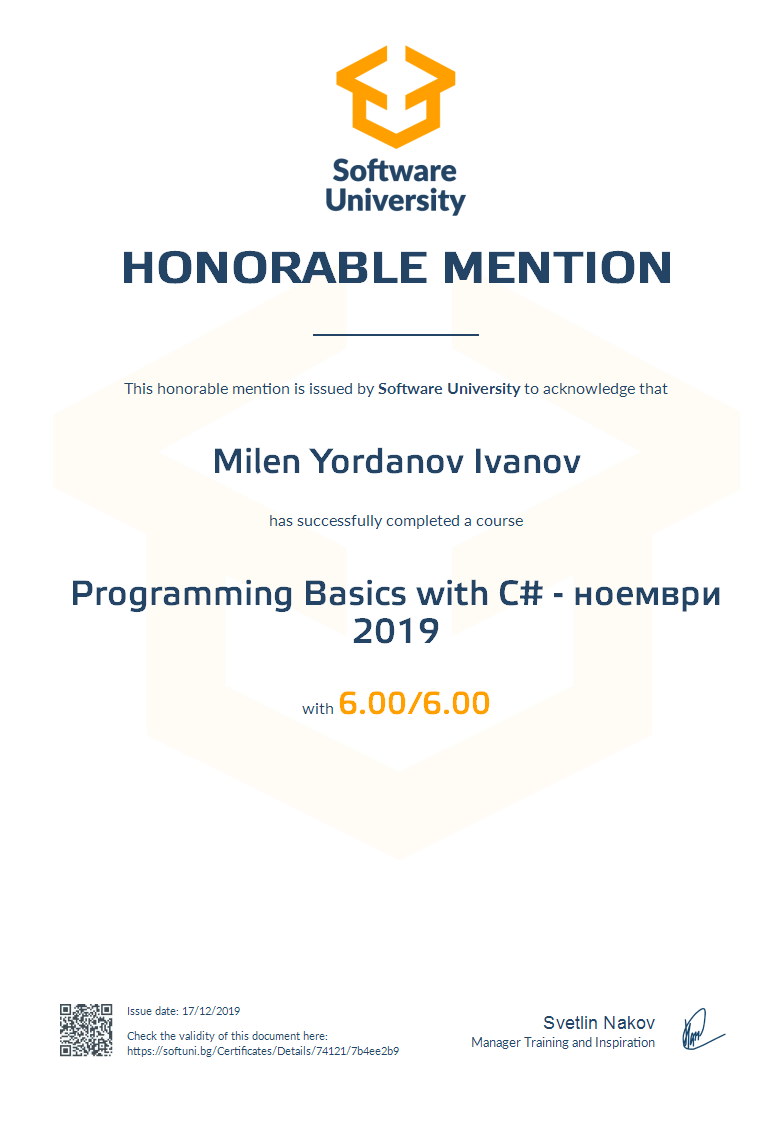 Software
University
HONORABLE MENTION
This honorable mention is issued by Software University to acknowledge that
Milen Yordanov Ivanov
has successfully completed a course
Programming Basics with C# - ноември
2019
with 6.00/6.00
Issue date: 17/12/2019
Check the validity of this document here:
https://softuni.bg/Certificates/Details/74121/7b4ee2b9
Svetlin Nakov
Manager Training and Inspiration